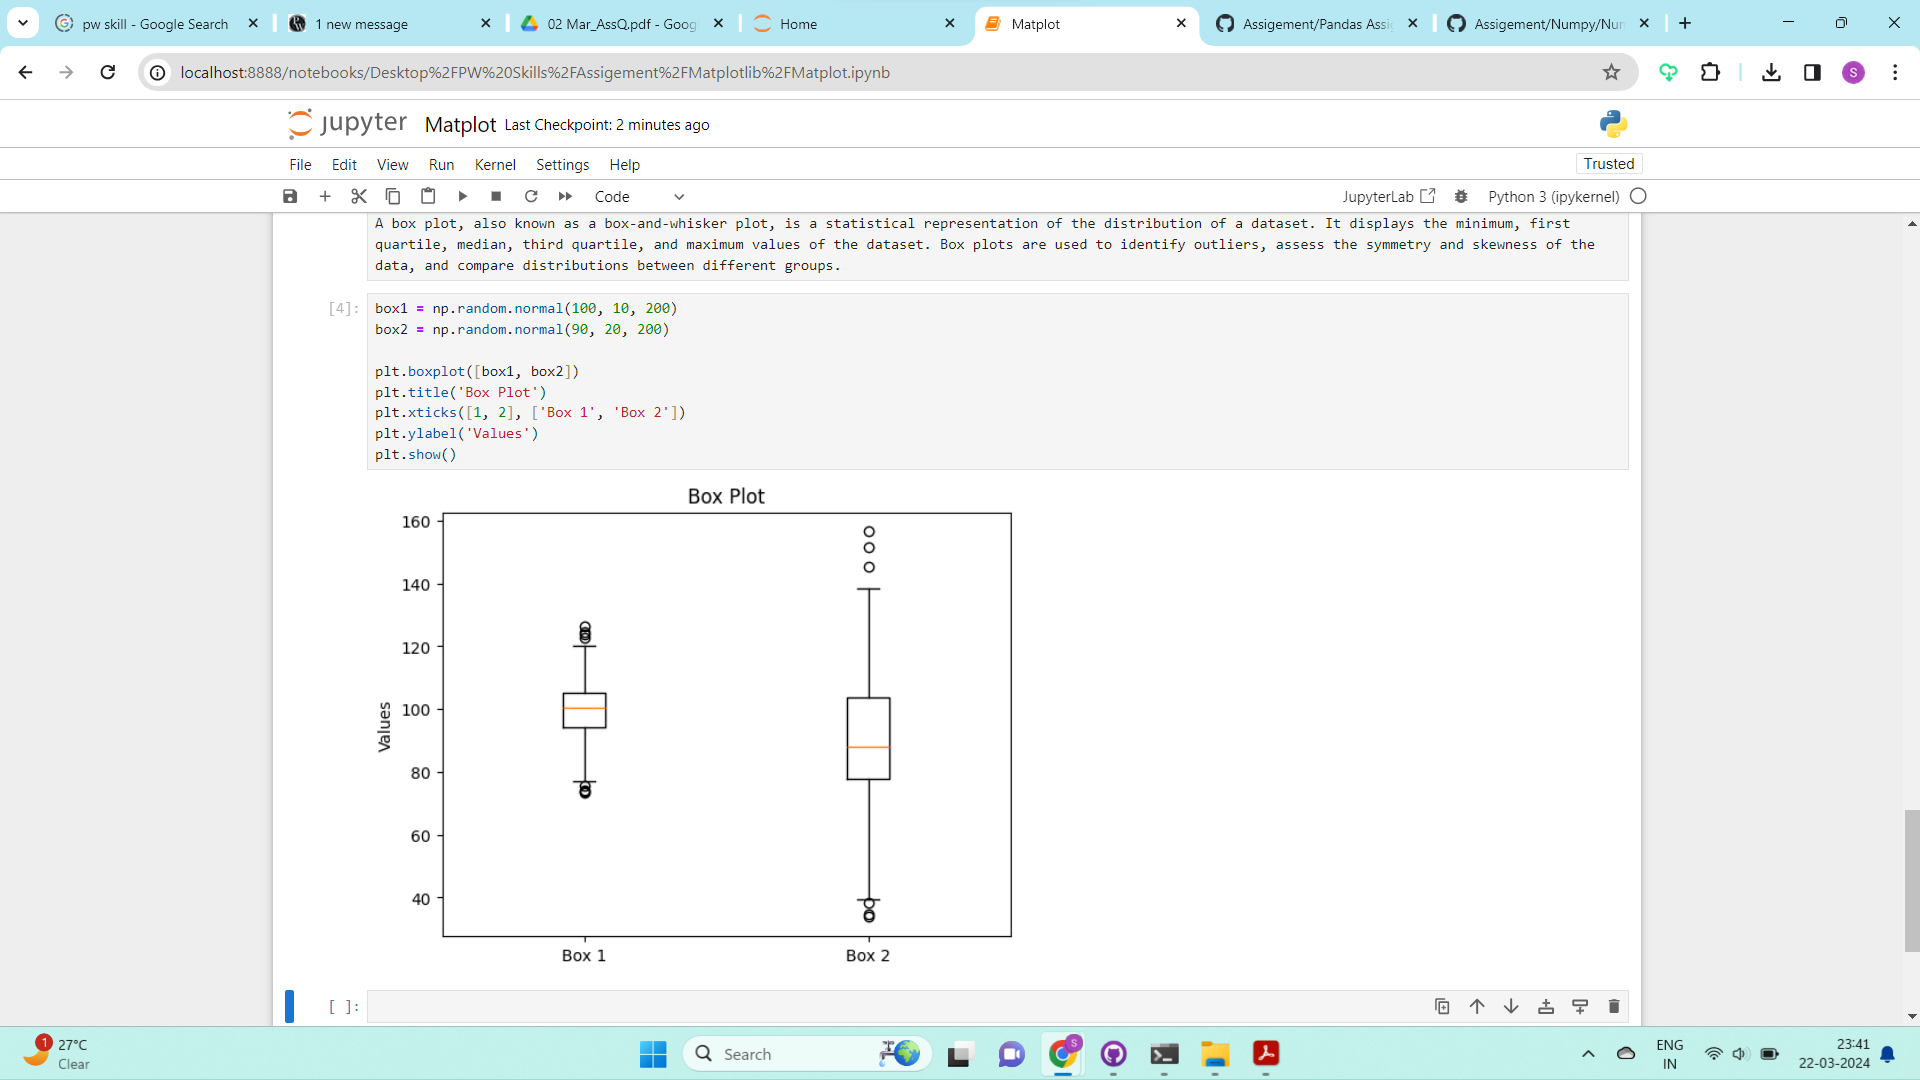 pw skill - Google Search
1 new message
02 Mar_AssQ.pdf - Goog
Home
Matplot
Assigement/Pandas Assi
Assigement/Numpy/Nun
localhost:8888/notebooks/Desktop%2FPW%20Skills%2FAssigement%2FMatplotlib%2FMatplot.ipynb
S
jupyter Matplot Last Checkpoint: 2 minutes ago
File Edit View Run Kernel Settings Help
Trusted
Code
JupyterLab
Python 3 (ipykernel)
A box plot, also known as a box-and-whisker plot, is a statistical representation of the distribution of a dataset. It displays the minimum, first
quartile, median, third quartile, and maximum values of the dataset. Box plots are used to identify outliers, assess the symmetry and skewness of the
data, and compare distributions between different groups.
[4]:
box1 = np.random.normal(100, 10, 200)
box2 = np.random.normal(90, 20, 200)
plt.boxplot([box1, box2])
plt.title('Box Plot')
plt.xticks([1, 2], ['Box 1', 'Box 2'])
plt.ylabel('Values')
plt.show()
Box Plot
160
140
120
100
80
60
40
Values
Box 1
Box 2
[ ]:
1
27°C
Clear
Search
S
ENG
IN
23:41
22-03-2024